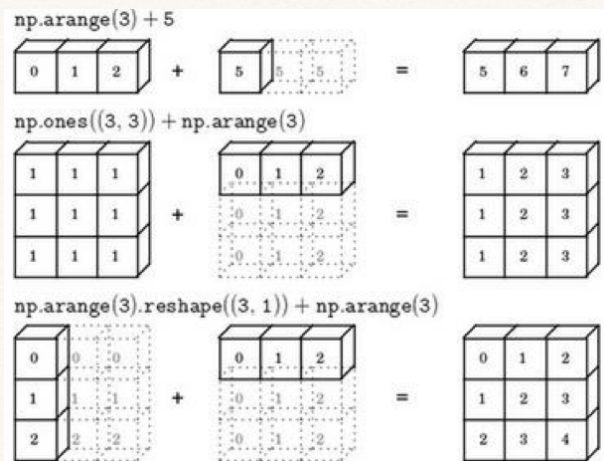 np.arange(3) + 5
0 1 2 + 5 5 5 = 5 6 7
np.ones((3, 3)) + np.arange(3)
1 1 1 0 1 2 1 2 3
1 1 1 + 0 1 2 = 1 2 3
1 1 1 0 1 2 1 2 3
np.arange(3).reshape((3, 1)) + np.arange(3)
0 0 0 0 1 2 0 1 2
1 1 1 + 0 1 2 = 1 2 3
2 2 2 0 1 2 2 3 4